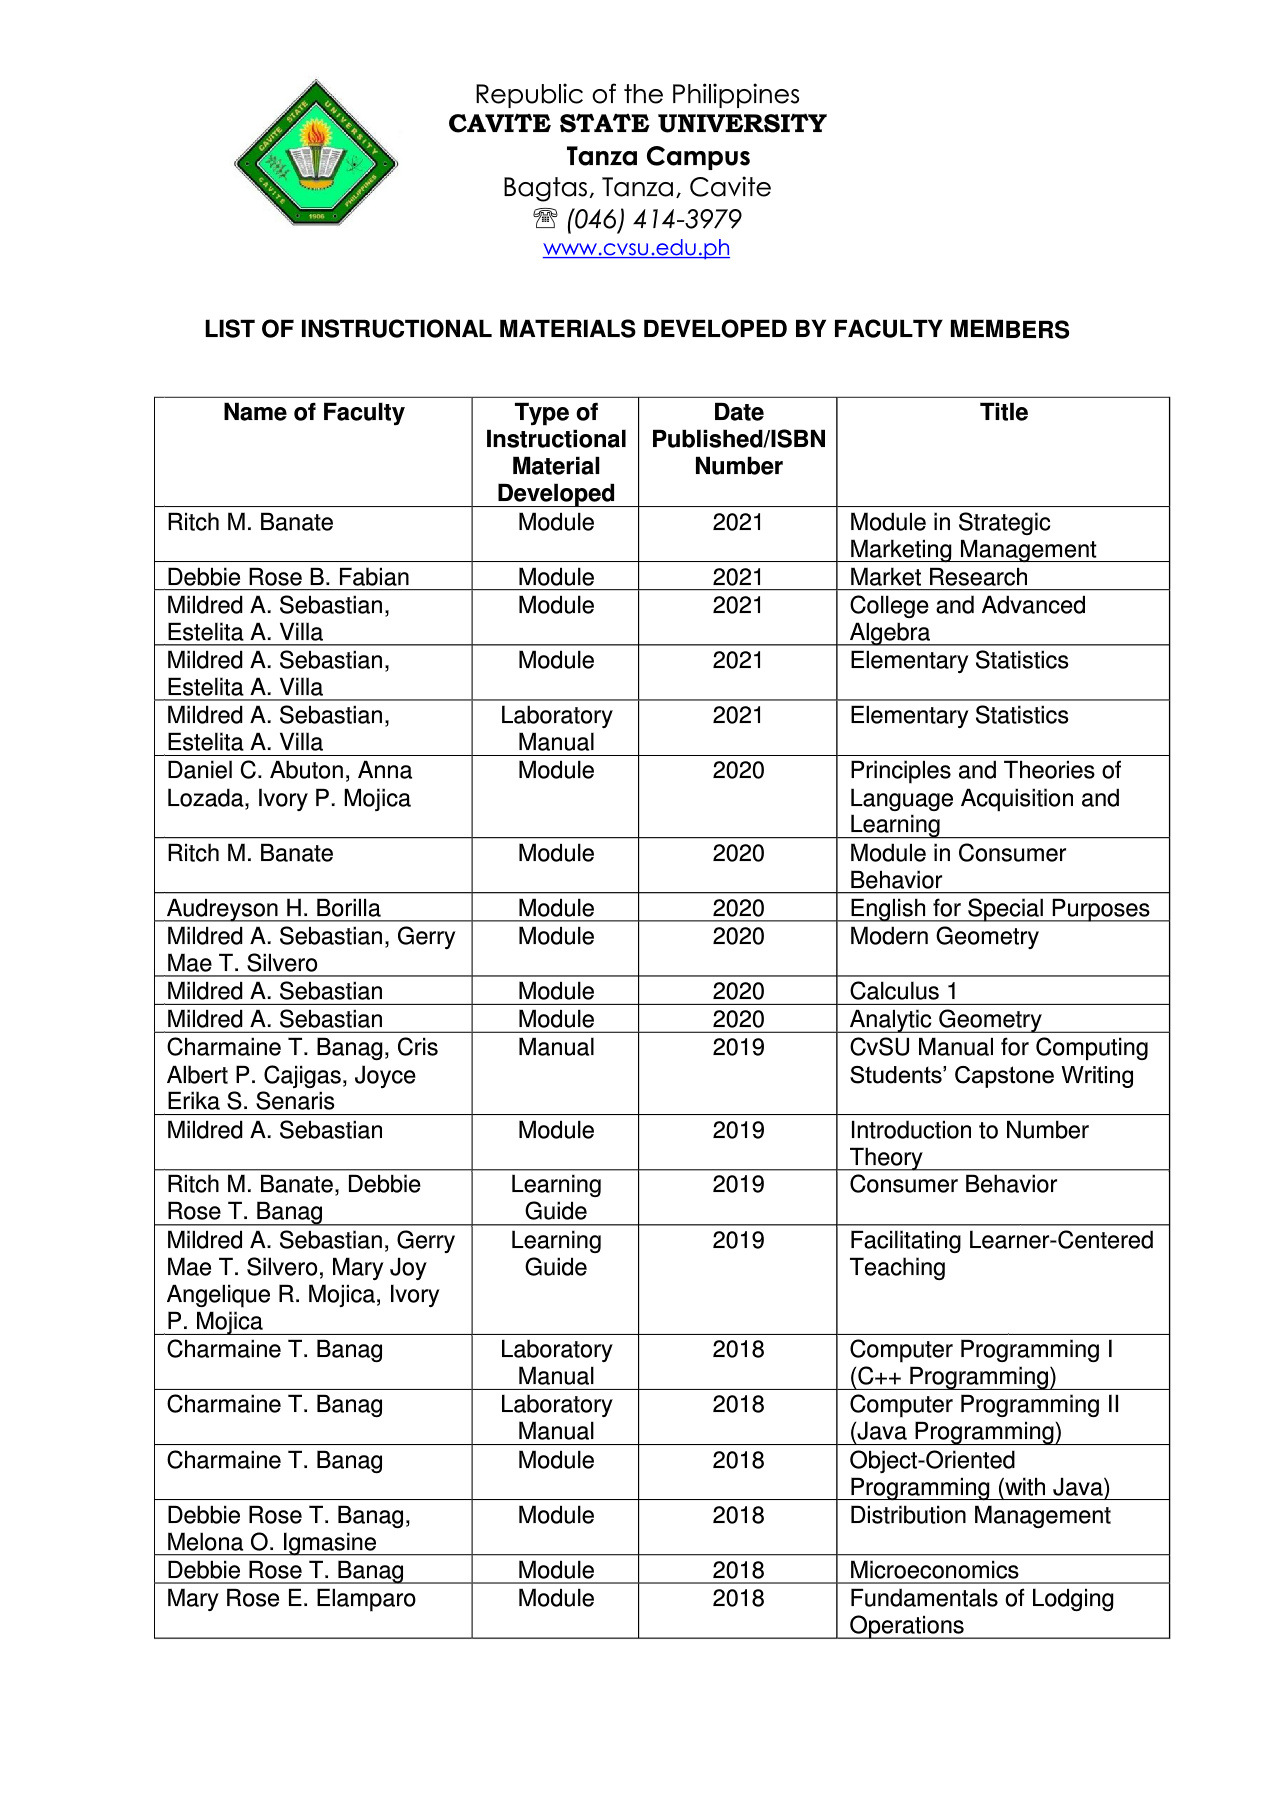 CAVITE STATE UNIVERSITY
CAVITE
PHILIPPINES
1906
Republic of the Philippines
CAVITE STATE UNIVERSITY
Tanza Campus
Bagtas, Tanza, Cavite
☏ (046) 414-3979
www.cvsu.edu.ph
LIST OF INSTRUCTIONAL MATERIALS DEVELOPED BY FACULTY MEMBERS
Name of Faculty
Type of
Instructional
Material
Developed
Date
Published/ISBN
Number
Title
Ritch M. Banate
Module
2021
Module in Strategic
Marketing Management
Debbie Rose B. Fabian
Module
2021
Market Research
Mildred A. Sebastian,
Estelita A. Villa
Module
2021
College and Advanced
Algebra
Mildred A. Sebastian,
Estelita A. Villa
Module
2021
Elementary Statistics
Mildred A. Sebastian,
Estelita A. Villa
Laboratory
Manual
2021
Elementary Statistics
Daniel C. Abuton, Anna
Lozada, Ivory P. Mojica
Module
2020
Principles and Theories of
Language Acquisition and
Learning
Ritch M. Banate
Module
2020
Module in Consumer
Behavior
Audreyson H. Borilla
Module
2020
English for Special Purposes
Mildred A. Sebastian, Gerry
Mae T. Silvero
Module
2020
Modern Geometry
Mildred A. Sebastian
Module
2020
Calculus 1
Mildred A. Sebastian
Module
2020
Analytic Geometry
Charmaine T. Banag, Cris
Albert P. Cajigas, Joyce
Erika S. Senaris
Manual
2019
CvSU Manual for Computing
Students’ Capstone Writing
Mildred A. Sebastian
Module
2019
Introduction to Number
Theory
Ritch M. Banate, Debbie
Rose T. Banag
Learning
Guide
2019
Consumer Behavior
Mildred A. Sebastian, Gerry
Mae T. Silvero, Mary Joy
Angelique R. Mojica, Ivory
P. Mojica
Learning
Guide
2019
Facilitating Learner-Centered
Teaching
Charmaine T. Banag
Laboratory
Manual
2018
Computer Programming I
(C++ Programming)
Charmaine T. Banag
Laboratory
Manual
2018
Computer Programming II
(Java Programming)
Charmaine T. Banag
Module
2018
Object-Oriented
Programming (with Java)
Debbie Rose T. Banag,
Melona O. Igmasine
Module
2018
Distribution Management
Debbie Rose T. Banag
Module
2018
Microeconomics
Mary Rose E. Elamparo
Module
2018
Fundamentals of Lodging
Operations